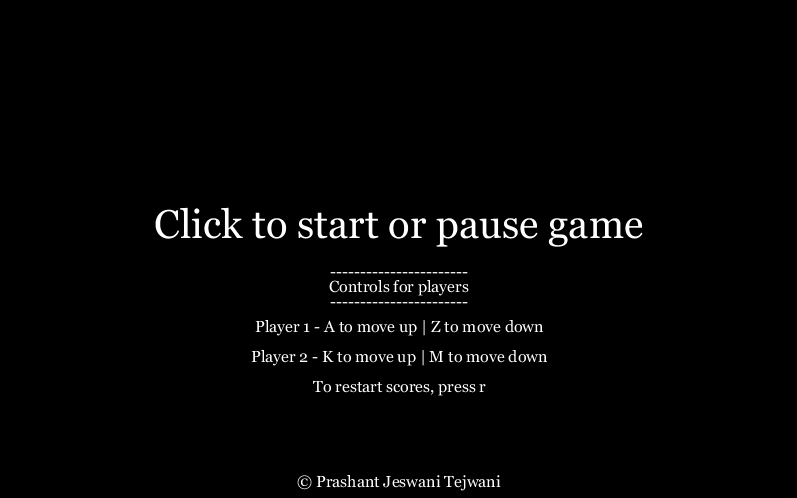 Click to start or pause game
-----------------------
Controls for players
-----------------------
Player 1 - A to move up | Z to move down
Player 2 - K to move up | M to move down
To restart scores, press r
© Prashant Jeswani Tejwani